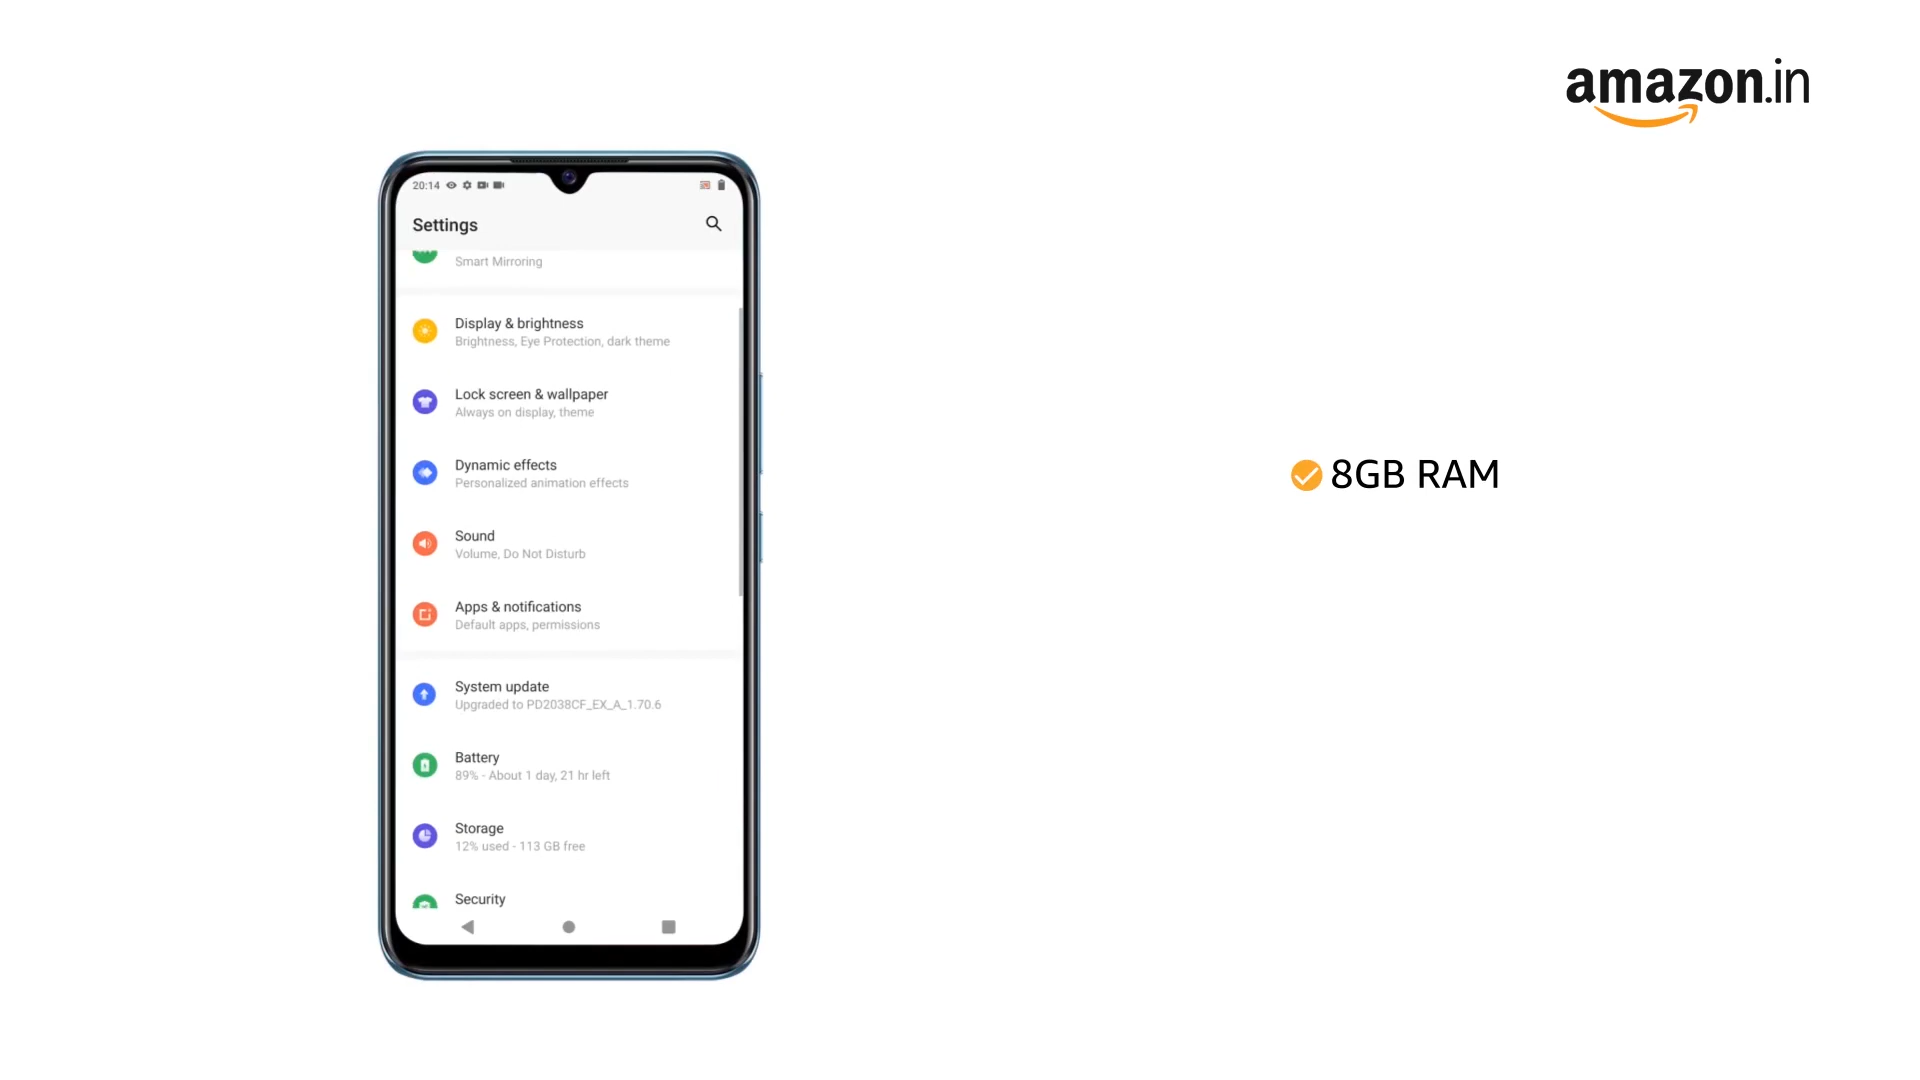 amazon.in
20:14
Settings
Smart Mirroring
Display & brightness
Brightness, Eye Protection, dark theme
Lock screen & wallpaper
Always on display, theme
Dynamic effects
Personalized animation effects
Sound
Volume, Do Not Disturb
Apps & notifications
Default apps, permissions
System update
Upgraded to PD2038CF_EX_A_1.70.6
Battery
89% - About 1 day, 21 hr left
Storage
12% used - 113 GB free
Security
8GB RAM